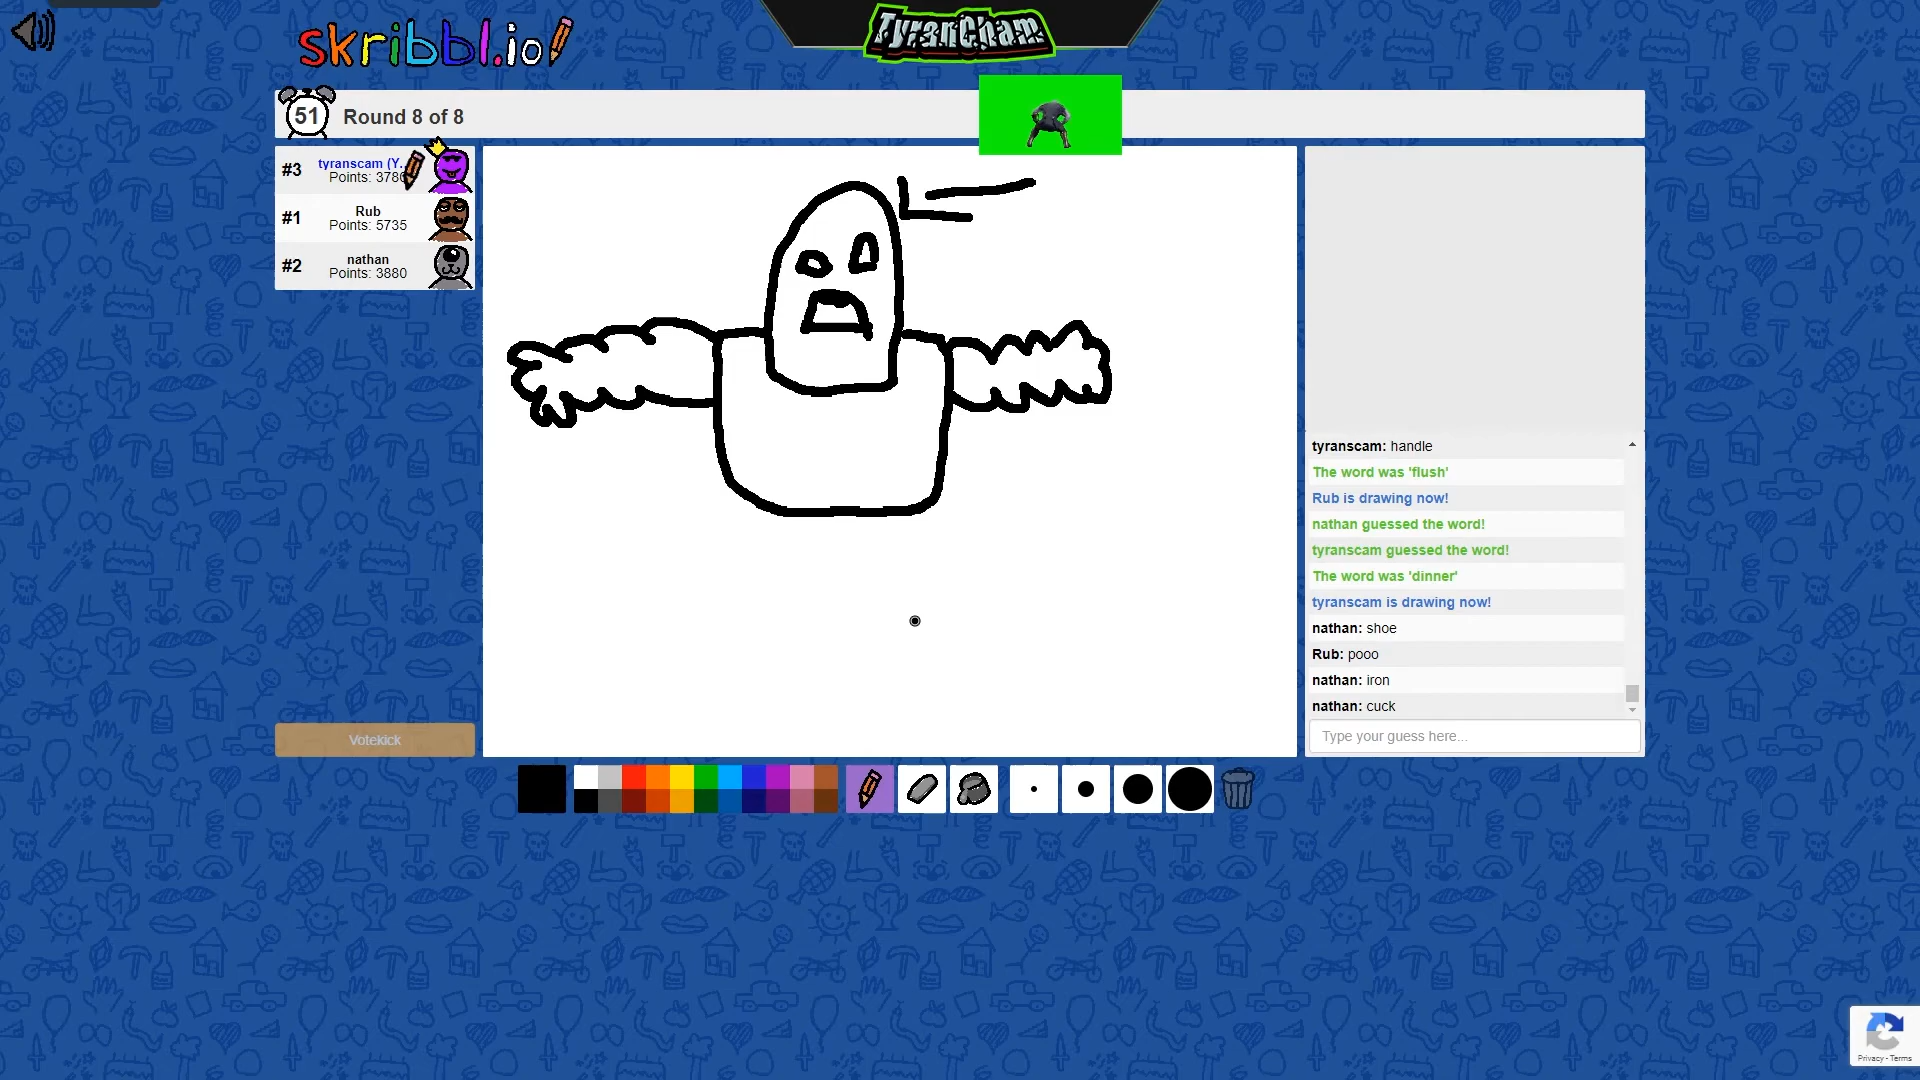 skribbl.io
TyranCham
51
Round 8 of 8
#3
tyranscam (Y...
Points: 3786
#1
Rub
Points: 5735
#2
nathan
Points: 3880
Votekick
tyranscam: handle
The word was 'flush'
Rub is drawing now!
nathan guessed the word!
tyranscam guessed the word!
The word was 'dinner'
tyranscam is drawing now!
nathan: shoe
Rub: pooo
nathan: iron
nathan: cuck
Type your guess here...
Privacy - Terms